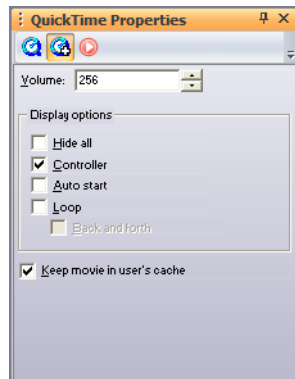 QuickTime Properties
Volume: 256
Display options
Hide all
Controller
Auto start
Loop
Back and forth
Keep movie in user's cache